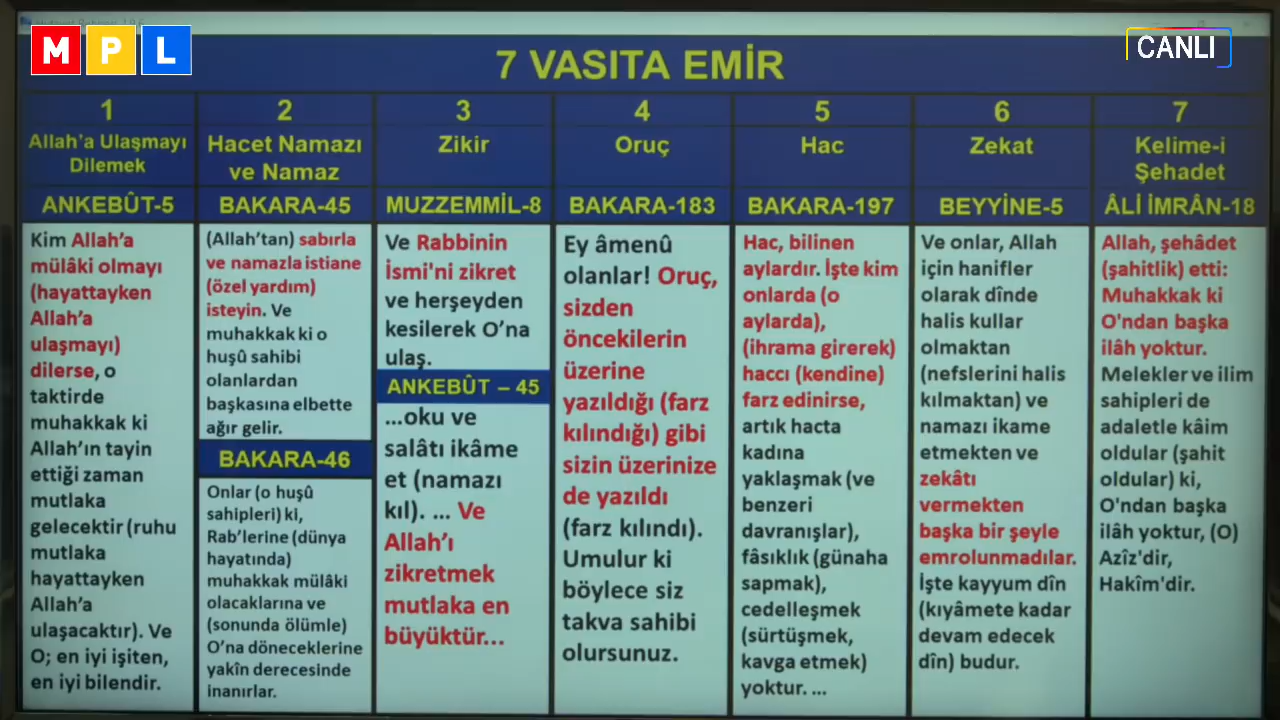 MPL
CANLI
7 VASITA EMİR
1
Allah’a Ulaşmayı
Dilemek
ANKEBÛT-5
Kim Allah’a
mülâki olmayı
(hayattayken
Allah’a
ulaşmayı)
dilerse, o
taktirde
muhakkak ki
Allah’ın tayin
ettiği zaman
mutlaka
gelecektir (ruhu
mutlaka
hayattayken
Allah’a
ulaşacaktır). Ve
O; en iyi işiten,
en iyi bilendir.
2
Hacet Namazı
ve Namaz
BAKARA-45
(Allah’tan) sabırla
ve namazla istiane
(özel yardım)
isteyin. Ve
muhakkak ki o
huşû sahibi
olanlardan
başkasına elbette
ağır gelir.
BAKARA-46
Onlar (o huşû
sahipleri) ki,
Rab’lerine (dünya
hayatında)
muhakkak mülâki
olacaklarına ve
(sonunda ölümle)
O’na döneceklerine
yakîn derecesinde
inanırlar.
3
Zikir
MUZZEMMİL-8
Ve Rabbinin
İsmi'ni zikret
ve herşeyden
kesilerek O’na
ulaş.
ANKEBÛT – 45
...oku ve
salâtı ikâme
et (namazı
kıl). ... Ve
Allah’ı
zikretmek
mutlaka en
büyüktür...
4
Oruç
BAKARA-183
Ey âmenû
olanlar! Oruç,
sizden
öncekilerin
üzerine
yazıldığı (farz
kılındığı) gibi
sizin üzerinize
de yazıldı
(farz kılındı).
Umulur ki
böylece siz
takva sahibi
olursunuz.
5
Hac
BAKARA-197
Hac, bilinen
aylardır. İşte kim
onlarda (o
aylarda),
(ihrama girerek)
haccı (kendine)
farz edinirse,
artık hacta
kadına
yaklaşmak (ve
benzeri
davranışlar),
fâsıklık (günaha
sapmak),
cedelleşmek
(sürtüşmek,
kavga etmek)
yoktur. ...
6
Zekat
BEYYİNE-5
Ve onlar, Allah
için hanifler
olarak dînde
halis kullar
olmaktan
(nefslerini halis
kılmaktan) ve
namazı ikame
etmekten ve
zekâtı
vermekten
başka bir şeyle
emrolunmadılar.
İşte kayyum dîn
(kıyâmete kadar
devam edecek
dîn) budur.
7
Kelime-i
Şehadet
ÂLİ İMRÂN-18
Allah, şehâdet
(şahitlik) etti:
Muhakkak ki
O'ndan başka
ilâh yoktur.
Melekler ve ilim
sahipleri de
adaletle kâim
oldular (şahit
oldular) ki,
O'ndan başka
ilâh yoktur, (O)
Azîz'dir,
Hakîm'dir.